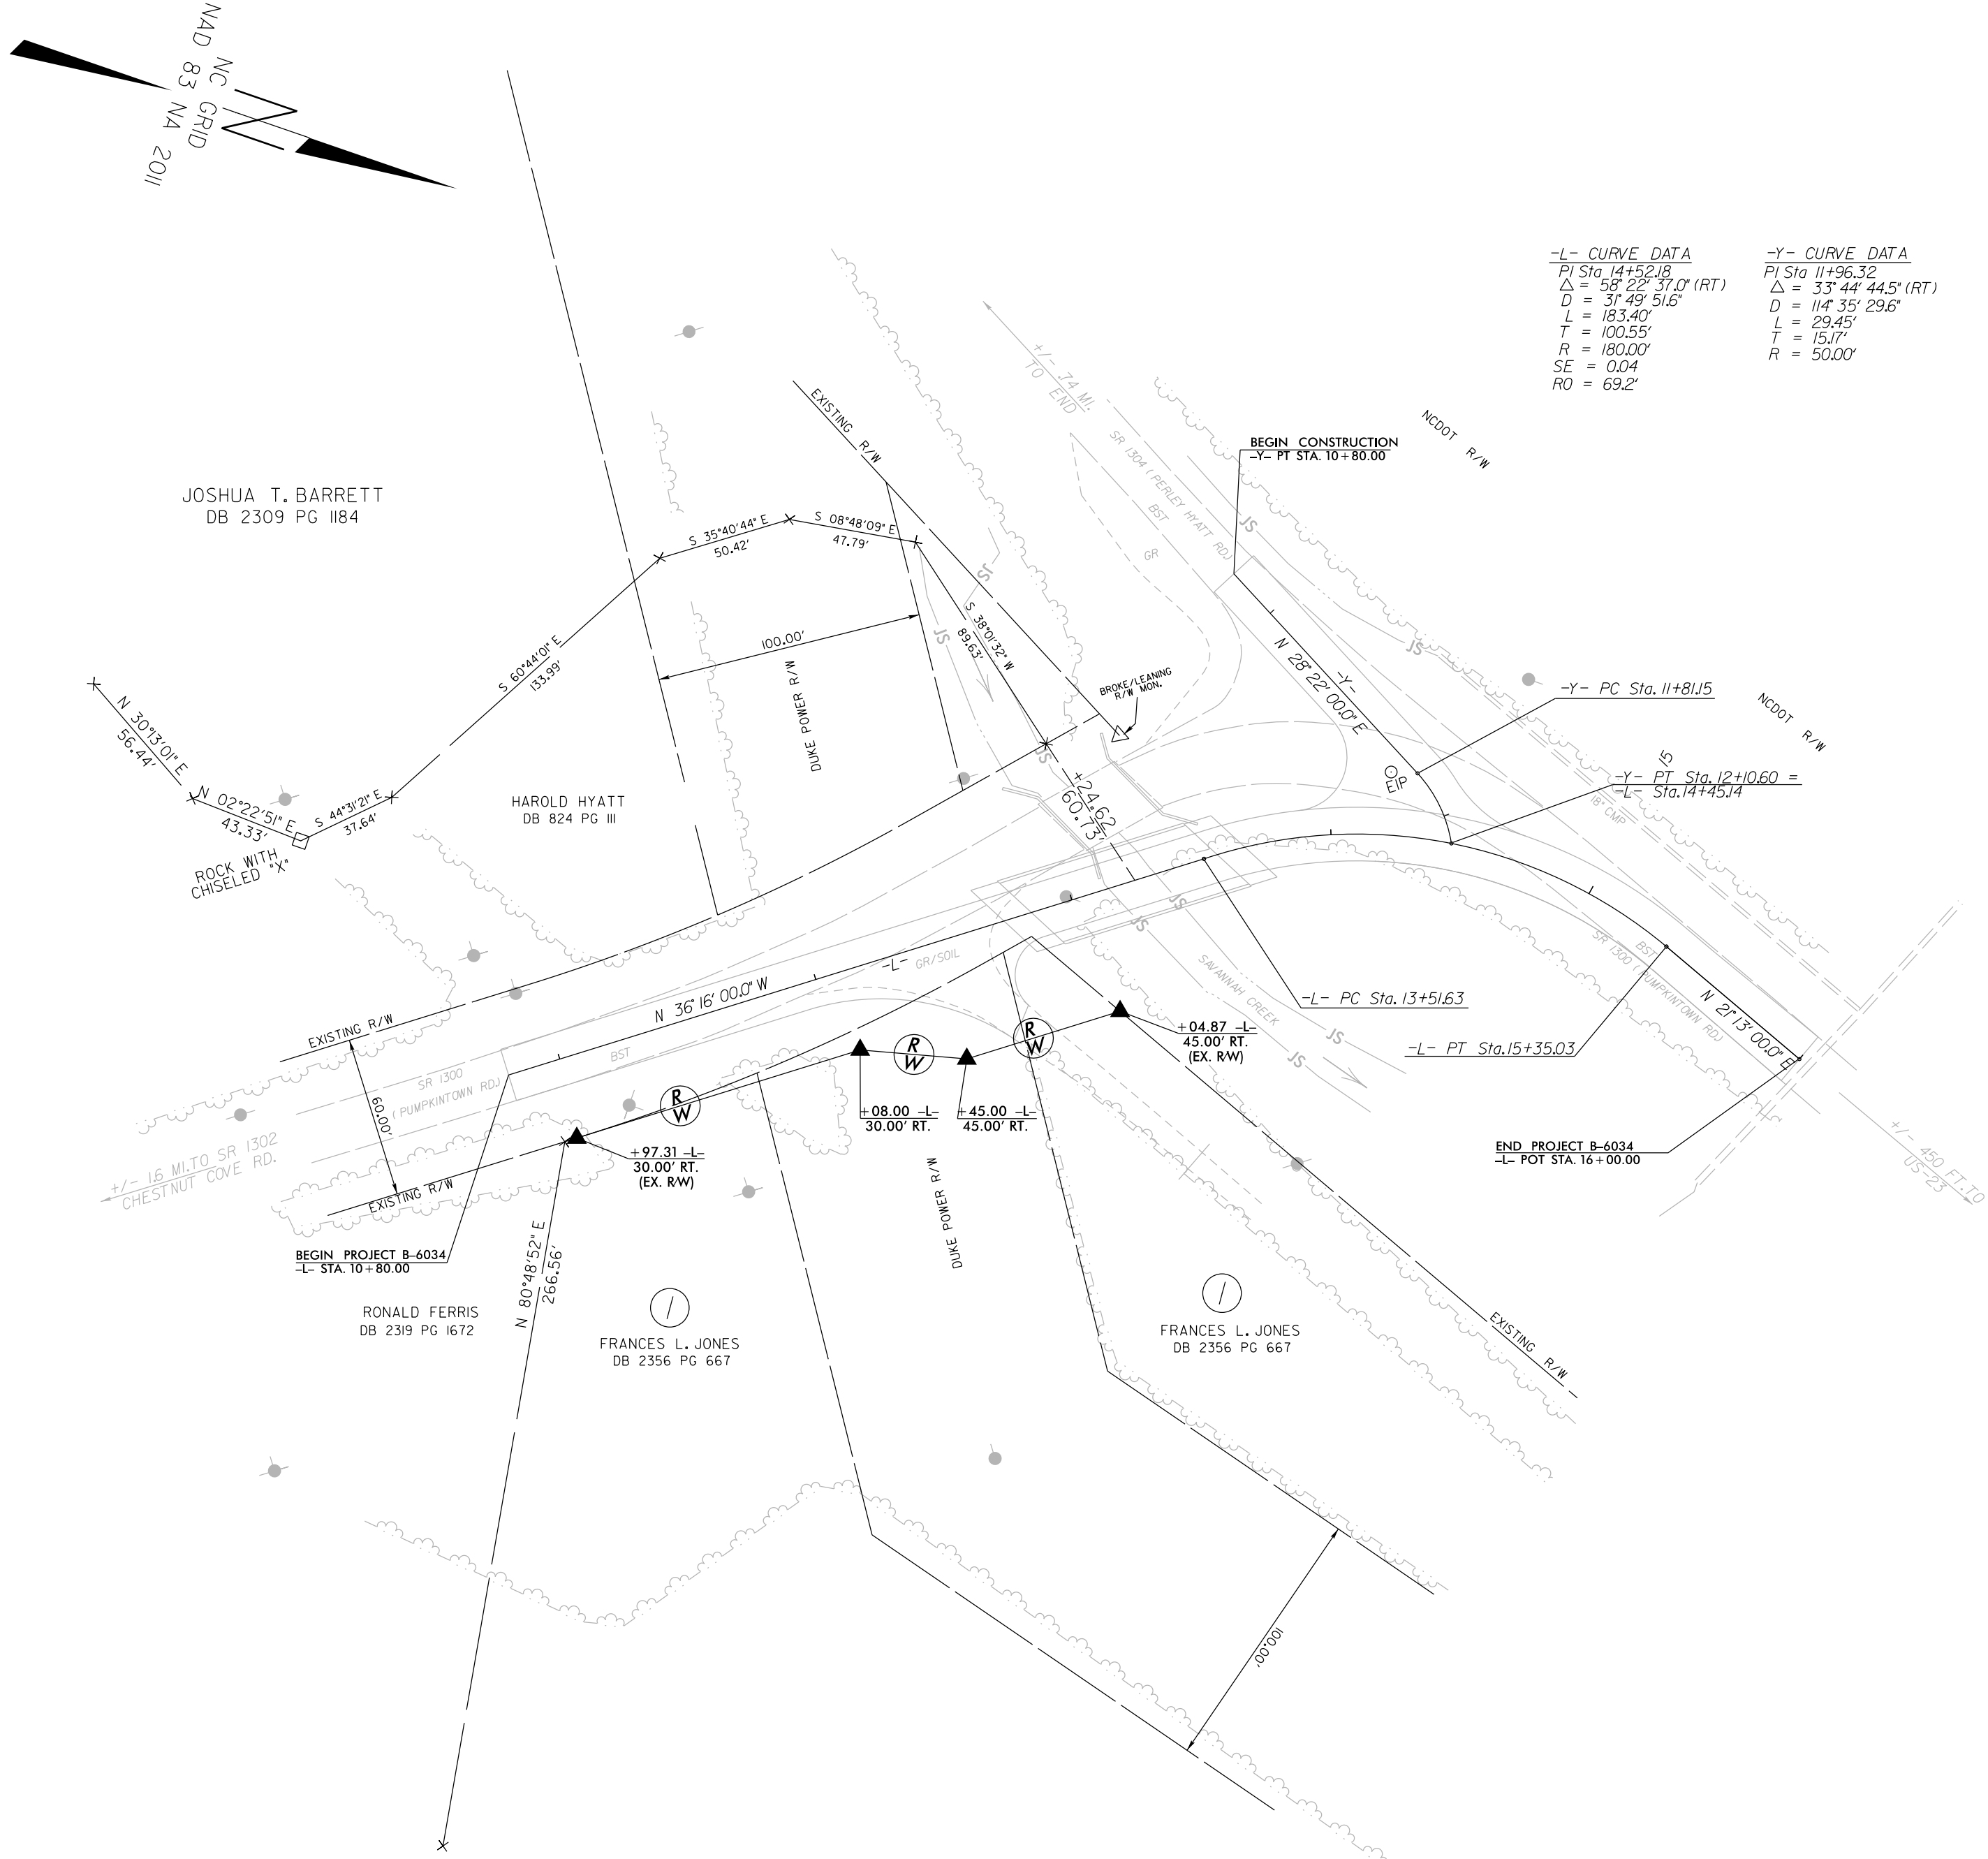 NC GRID
NAD 83 NA 2011
-L- CURVE DATA
PI Sta 14+52.18
△ = 58° 22' 37.0" (RT)
D = 31° 49' 51.6"
L = 183.40'
T = 100.55'
R = 180.00'
SE = 0.04
RO = 69.2'
-Y- CURVE DATA
PI Sta 11+96.32
△ = 33° 44' 44.5" (RT)
D = 114° 35' 29.6"
L = 29.45'
T = 15.17'
R = 50.00'
+/- .74 MI.
TO END
EXISTING R/W
NCDOT R/W
BEGIN CONSTRUCTION
-Y- PT STA. 10+80.00
SR 1304 (PERLEY HYATT RD.)
BST
GR
JS
JOSHUA T. BARRETT
DB 2309 PG 1184
S 35°40'44" E
50.42'
S 08°48'09" E
47.79'
JS
JS
S 38°01'32" W
89.63'
S 60°44'01" E
133.99'
100.00'
DUKE POWER R/W
BROKE/LEANING
R/W MON.
N 28° 22' 00.0" E
-Y-
JS
-Y- PC Sta. 11+81.15
NCDOT R/W
N 30°13'01" E
56.44'
N 02°22'51" E
43.33'
S 44°31'21" E
37.64'
ROCK WITH
CHISELED "X"
HAROLD HYATT
DB 824 PG 111
JS
+24.62
60.73'
EIP
15
-Y- PT Sta. 12+10.60 =
-L- Sta. 14+45.14
18" CMP
JS
JS
N 36° 16' 00.0" W
-L-
GR/SOIL
SAVANNAH CREEK
BST
SR 1300 (PUMPKINTOWN RD.)
N 21° 13' 00.0" E
-L- PC Sta. 13+51.63
-L- PT Sta. 15+35.03
JS
JS
EXISTING R/W
60.00'
SR 1300
(PUMPKINTOWN RD.)
BST
R
W
R
W
R
W
+04.87 -L-
45.00' RT.
(EX. R/W)
+08.00 -L-
30.00' RT.
+45.00 -L-
45.00' RT.
+97.31 -L-
30.00' RT.
(EX. R/W)
+/- 1.6 MI. TO SR 1302
CHESTNUT COVE RD.
EXISTING R/W
END PROJECT B-6034
-L- POT STA. 16+00.00
+/- 450 FT. TO
US-23
BEGIN PROJECT B-6034
-L- STA. 10+80.00
N 80°48'52" E
266.56'
DUKE POWER R/W
RONALD FERRIS
DB 2319 PG 1672
1
FRANCES L. JONES
DB 2356 PG 667
1
FRANCES L. JONES
DB 2356 PG 667
EXISTING R/W
100.00'